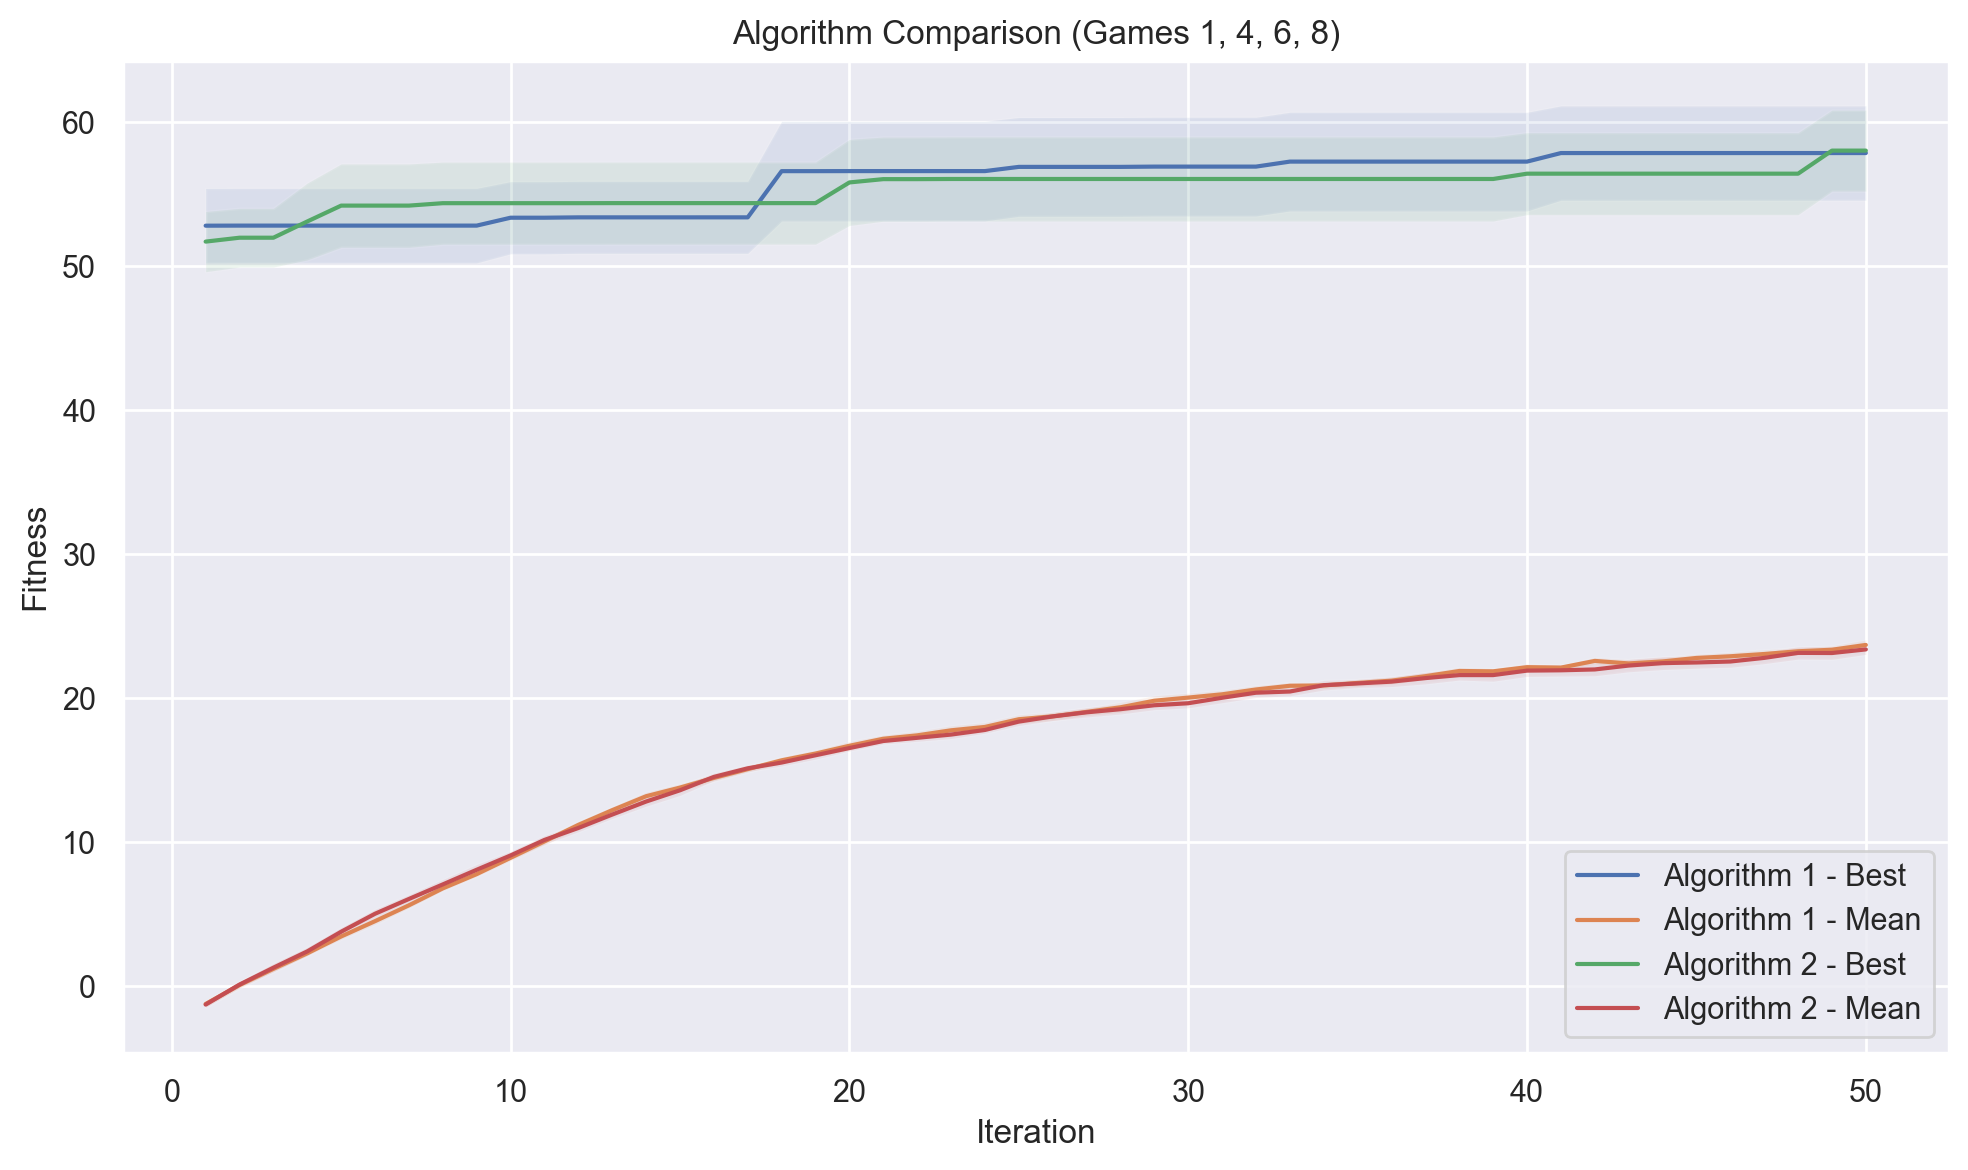 Algorithm Comparison (Games 1, 4, 6, 8)
Fitness
60
50
40
30
20
10
0
0 10 20 30 40 50
Iteration
Algorithm 1 - Best
Algorithm 1 - Mean
Algorithm 2 - Best
Algorithm 2 - Mean